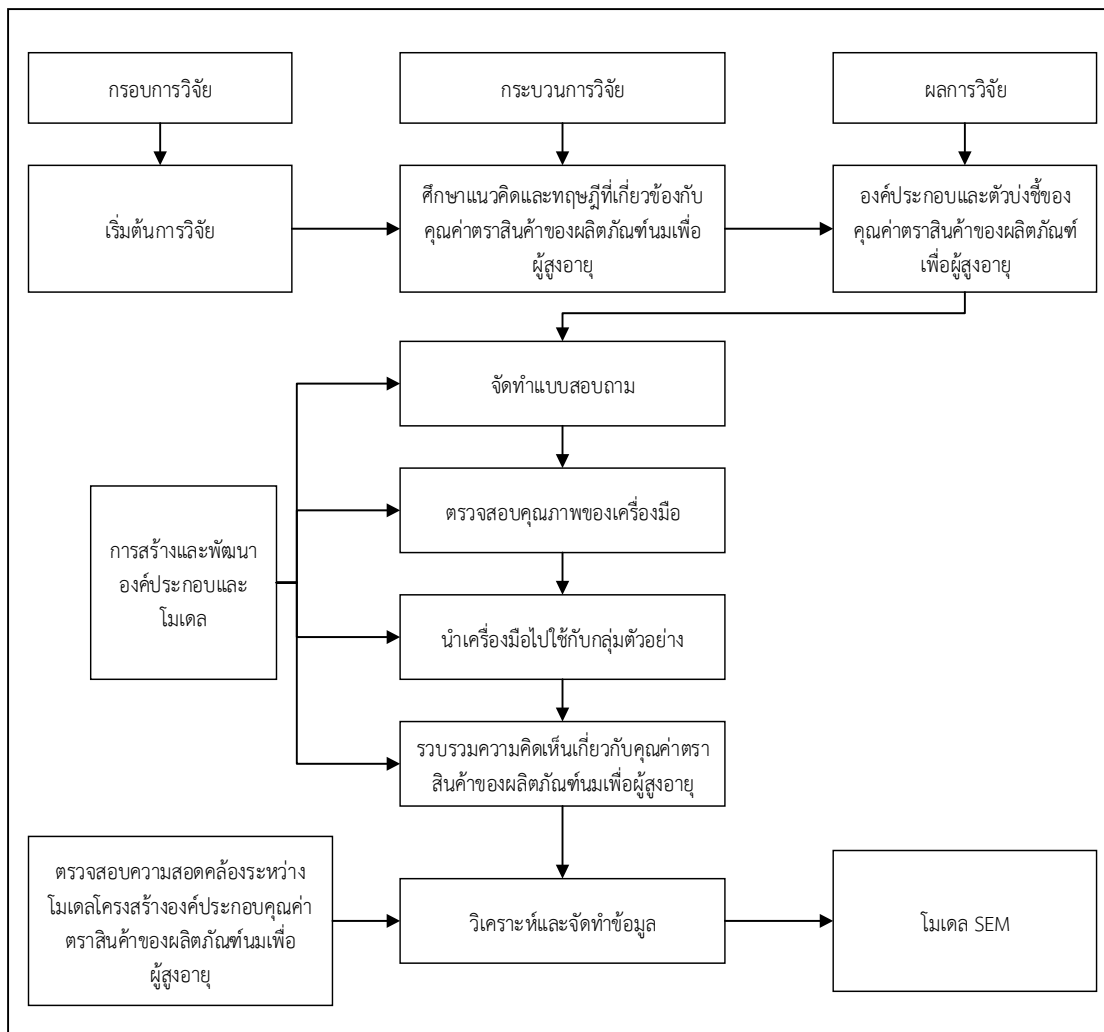 กรอบการวิจัย
กระบวนการวิจัย
ผลการวิจัย
เริ่มต้นการวิจัย
ศึกษาแนวคิดและทฤษฎีที่เกี่ยวข้องกับ
คุณค่าตราสินค้าของผลิตภัณฑ์นมเพื่อ
ผู้สูงอายุ
องค์ประกอบและตัวบ่งชี้ของ
คุณค่าตราสินค้าของผลิตภัณฑ์
เพื่อผู้สูงอายุ
จัดทำแบบสอบถาม
ตรวจสอบคุณภาพของเครื่องมือ
การสร้างและพัฒนา
องค์ประกอบและ
โมเดล
นำเครื่องมือไปใช้กับกลุ่มตัวอย่าง
รวบรวมความคิดเห็นเกี่ยวกับคุณค่าตรา
สินค้าของผลิตภัณฑ์นมเพื่อผู้สูงอายุ
ตรวจสอบความสอดคล้องระหว่าง
โมเดลโครงสร้างองค์ประกอบคุณค่า
ตราสินค้าของผลิตภัณฑ์นมเพื่อ
ผู้สูงอายุ
วิเคราะห์และจัดทำข้อมูล
โมเดล SEM